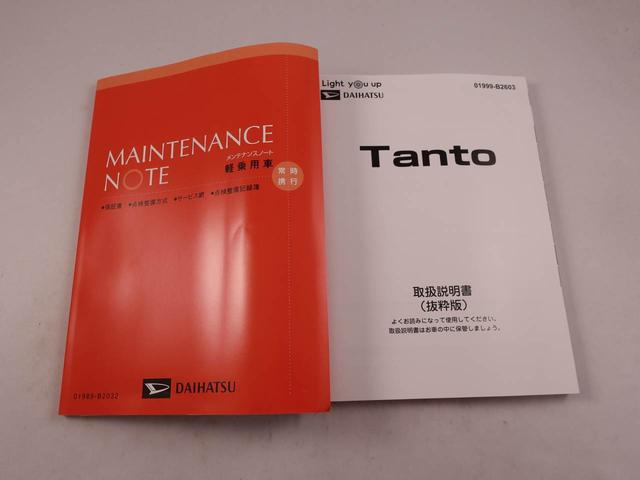 MAINTENANCE
NOTE
メンテナンスノート
軽乗用車
常時
携行
●保証書 ●点検整備方式 ●サービス網 ●点検整備記録簿
DAIHATSU
01989-B2032
Light you up
DAIHATSU
01999-B2603
Tanto
取扱説明書
（抜粋版）
よくお読みになって使用してください。
取扱説明書はお車の中に保管しましょう。